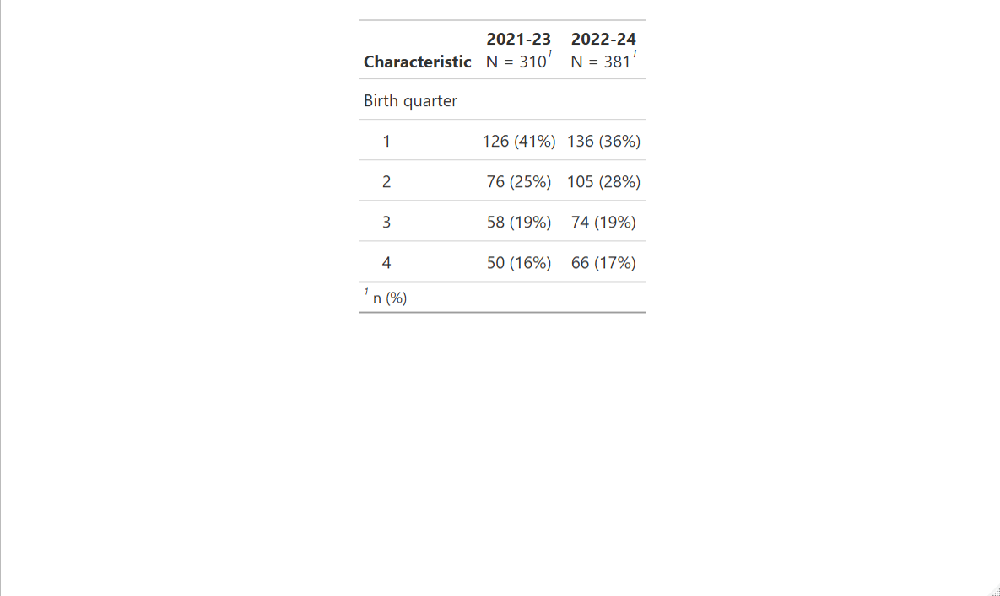 2021-23 2022-24
Characteristic N = 310¹ N = 381¹
Birth quarter
1 126 (41%) 136 (36%)
2 76 (25%) 105 (28%)
3 58 (19%) 74 (19%)
4 50 (16%) 66 (17%)
¹ n (%)